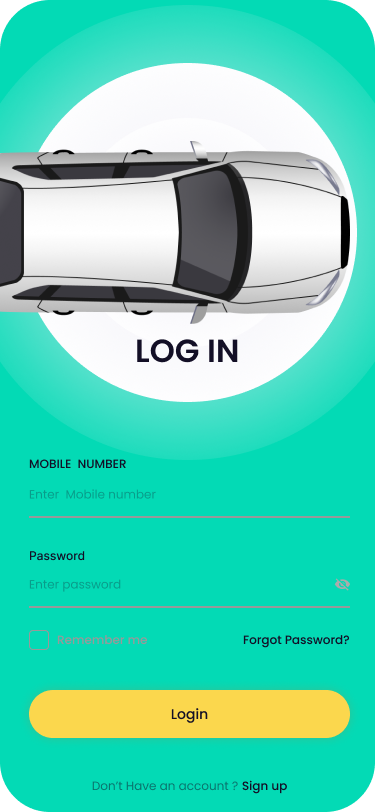 LOG IN
MOBILE NUMBER
Enter Mobile number
Password
Enter password
Remember me Forgot Password?
Login
Don't Have an account ? Sign up